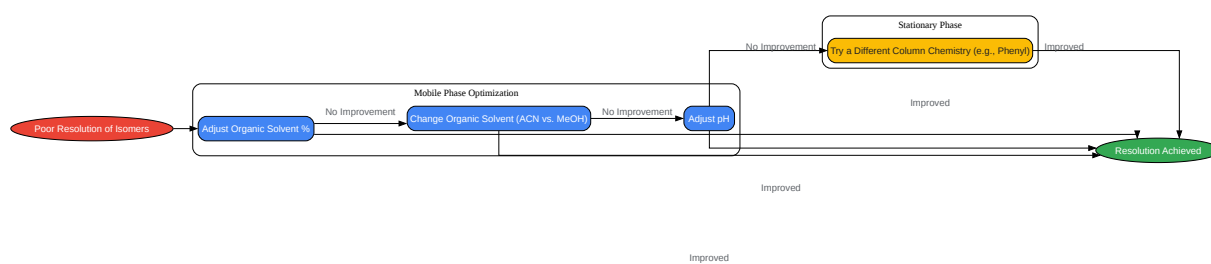 Stationary Phase
No Improvement
Try a Different Column Chemistry (e.g., Phenyl)
Improved
Mobile Phase Optimization
Improved
No Improvement
No Improvement
Poor Resolution of Isomers
Adjust Organic Solvent %
Change Organic Solvent (ACN vs. MeOH)
Adjust pH
Resolution Achieved
Improved
Improved